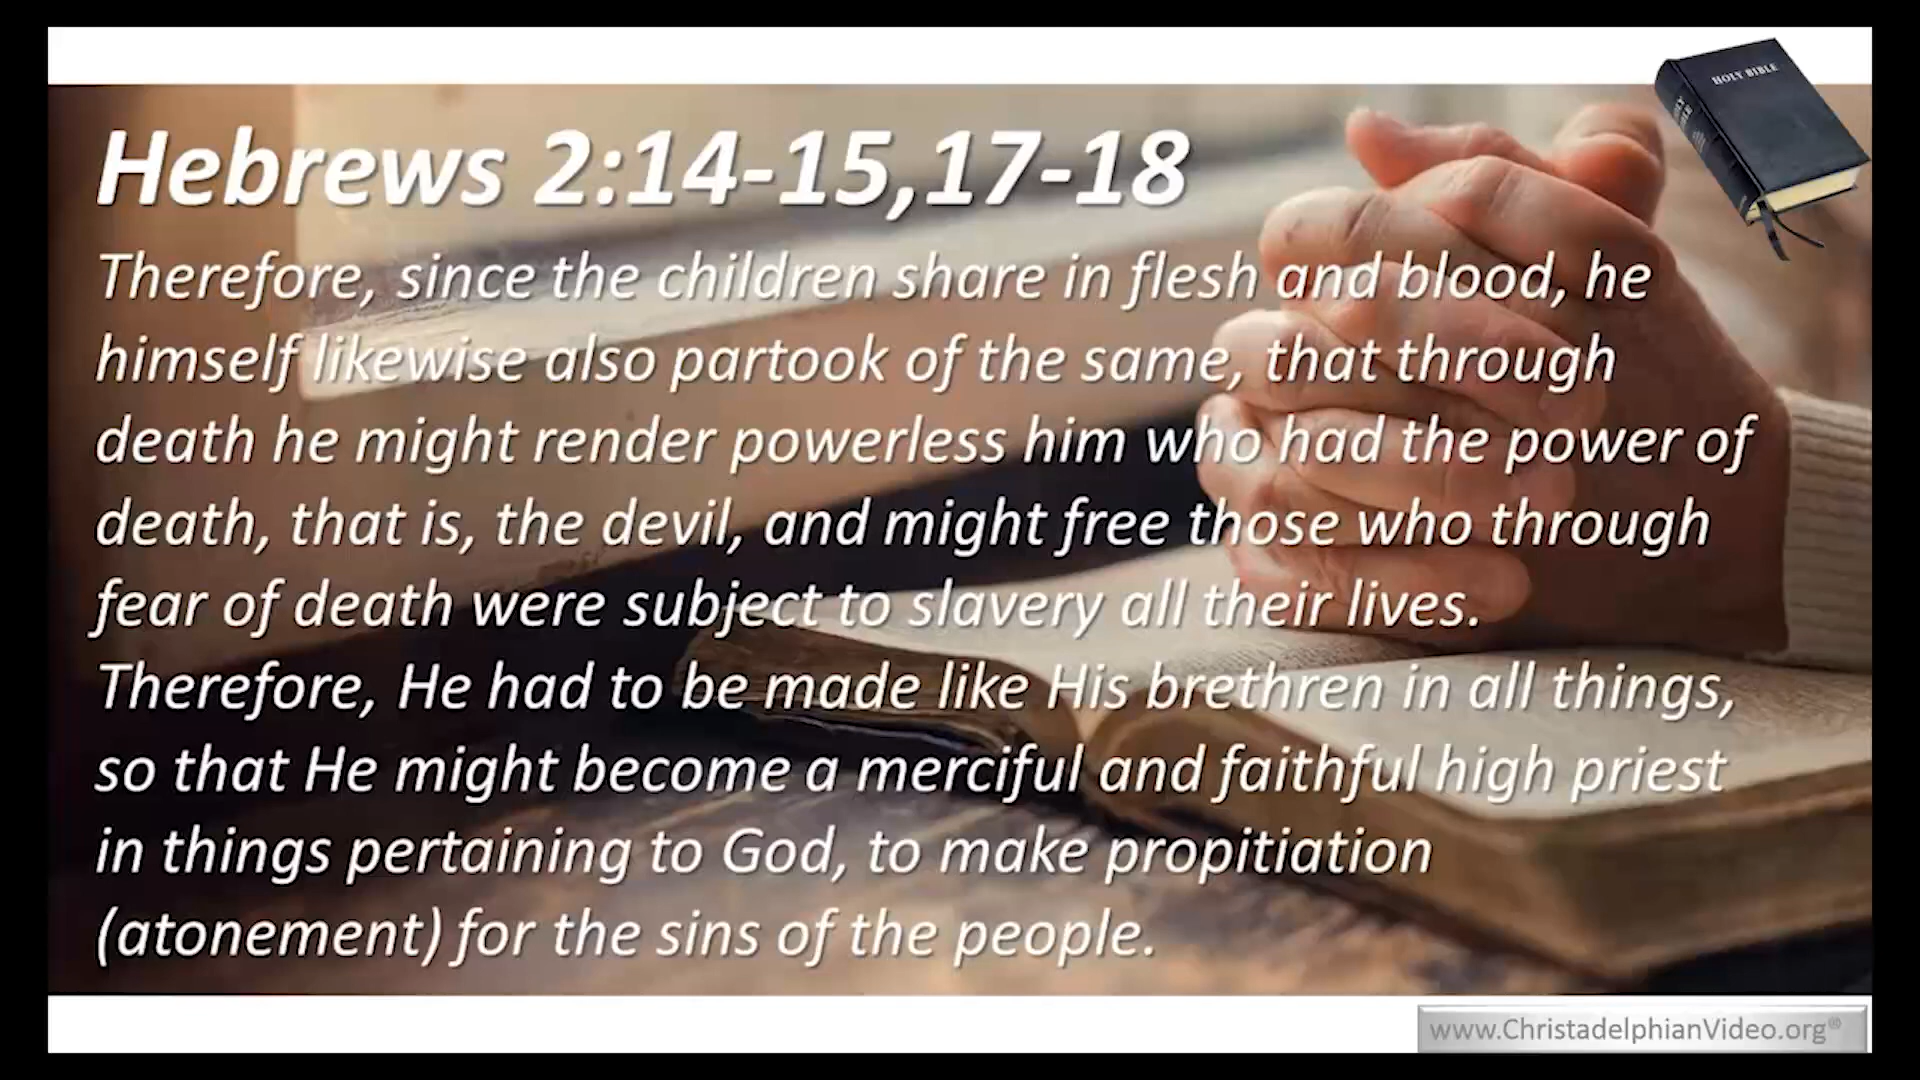 HOLY BIBLE
Hebrews 2:14-15,17-18
Therefore, since the children share in flesh and blood, he
himself likewise also partook of the same, that through
death he might render powerless him who had the power of
death, that is, the devil, and might free those who through
fear of death were subject to slavery all their lives.
Therefore, He had to be made like His brethren in all things,
so that He might become a merciful and faithful high priest
in things pertaining to God, to make propitiation
(atonement) for the sins of the people.
www.ChristadelphianVideo.org®